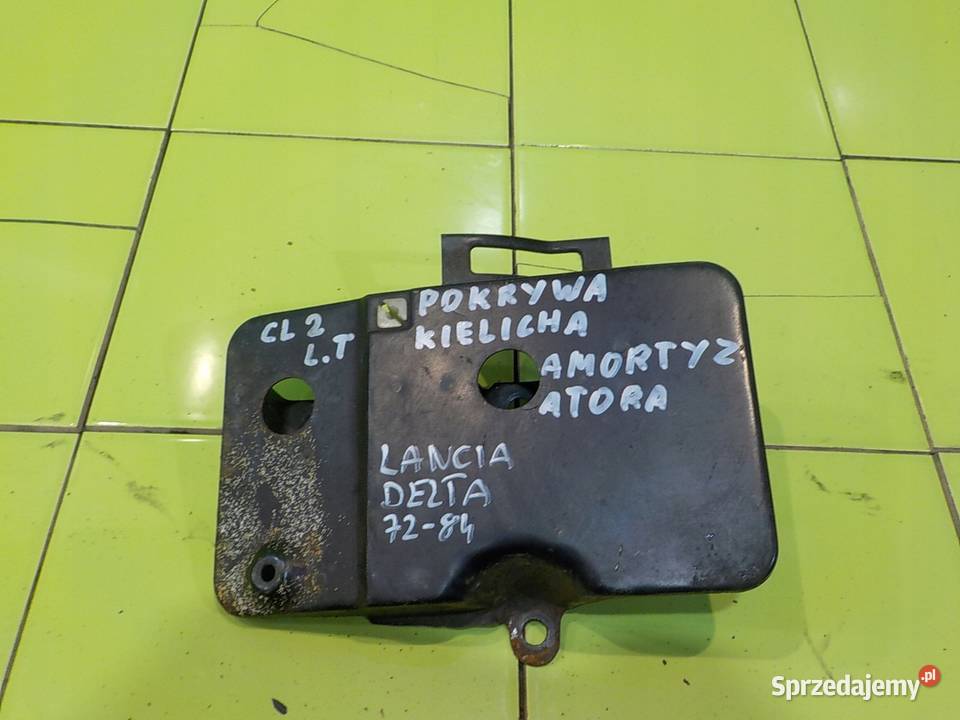 CL 2
L.T
POKRYWA
KIELICHA
AMORTYZ
ATORA
LANCIA
DELTA
72-84
Sprzedajemy.pl